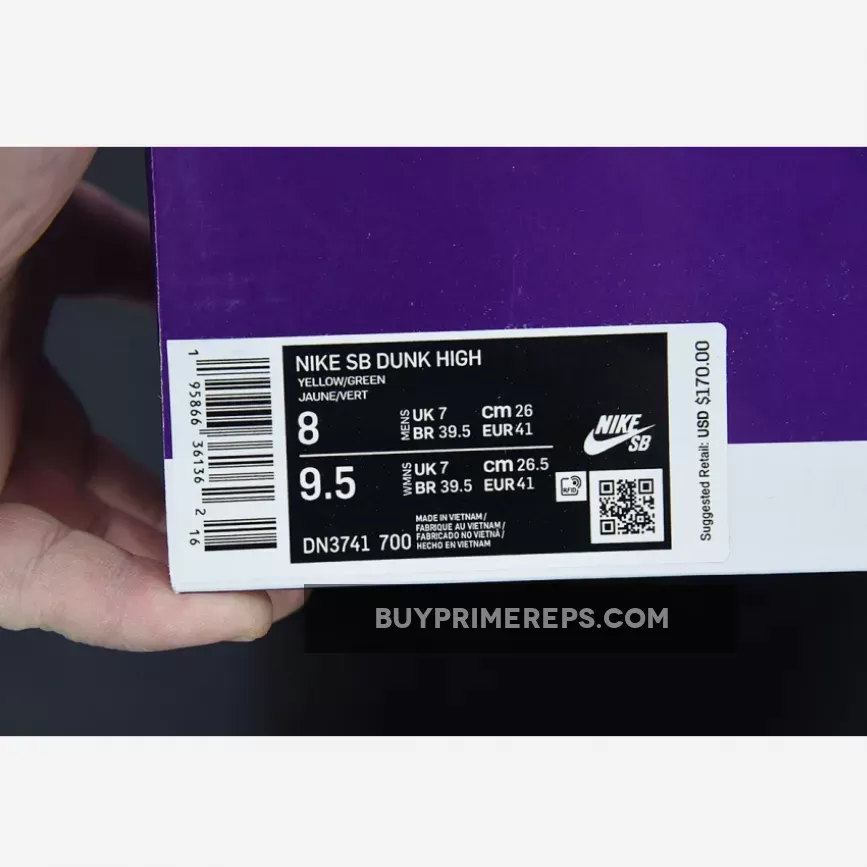 1 95866 36136 2 16
NIKE SB DUNK HIGH
YELLOW/GREEN
JAUNE/VERT
8
MENS
UK 7 cm 26
BR 39.5 EUR 41
9.5
WMNS
UK 7 cm 26.5
BR 39.5 EUR 41
DN3741 700
MADE IN VIETNAM /
FABRIQUE AU VIETNAM /
FABRICADO NO VIETNÃ /
HECHO EN VIETNAM
NIKE
SB
RFID
Suggested Retail: USD $170.00
BUYPRIMEREPS.COM